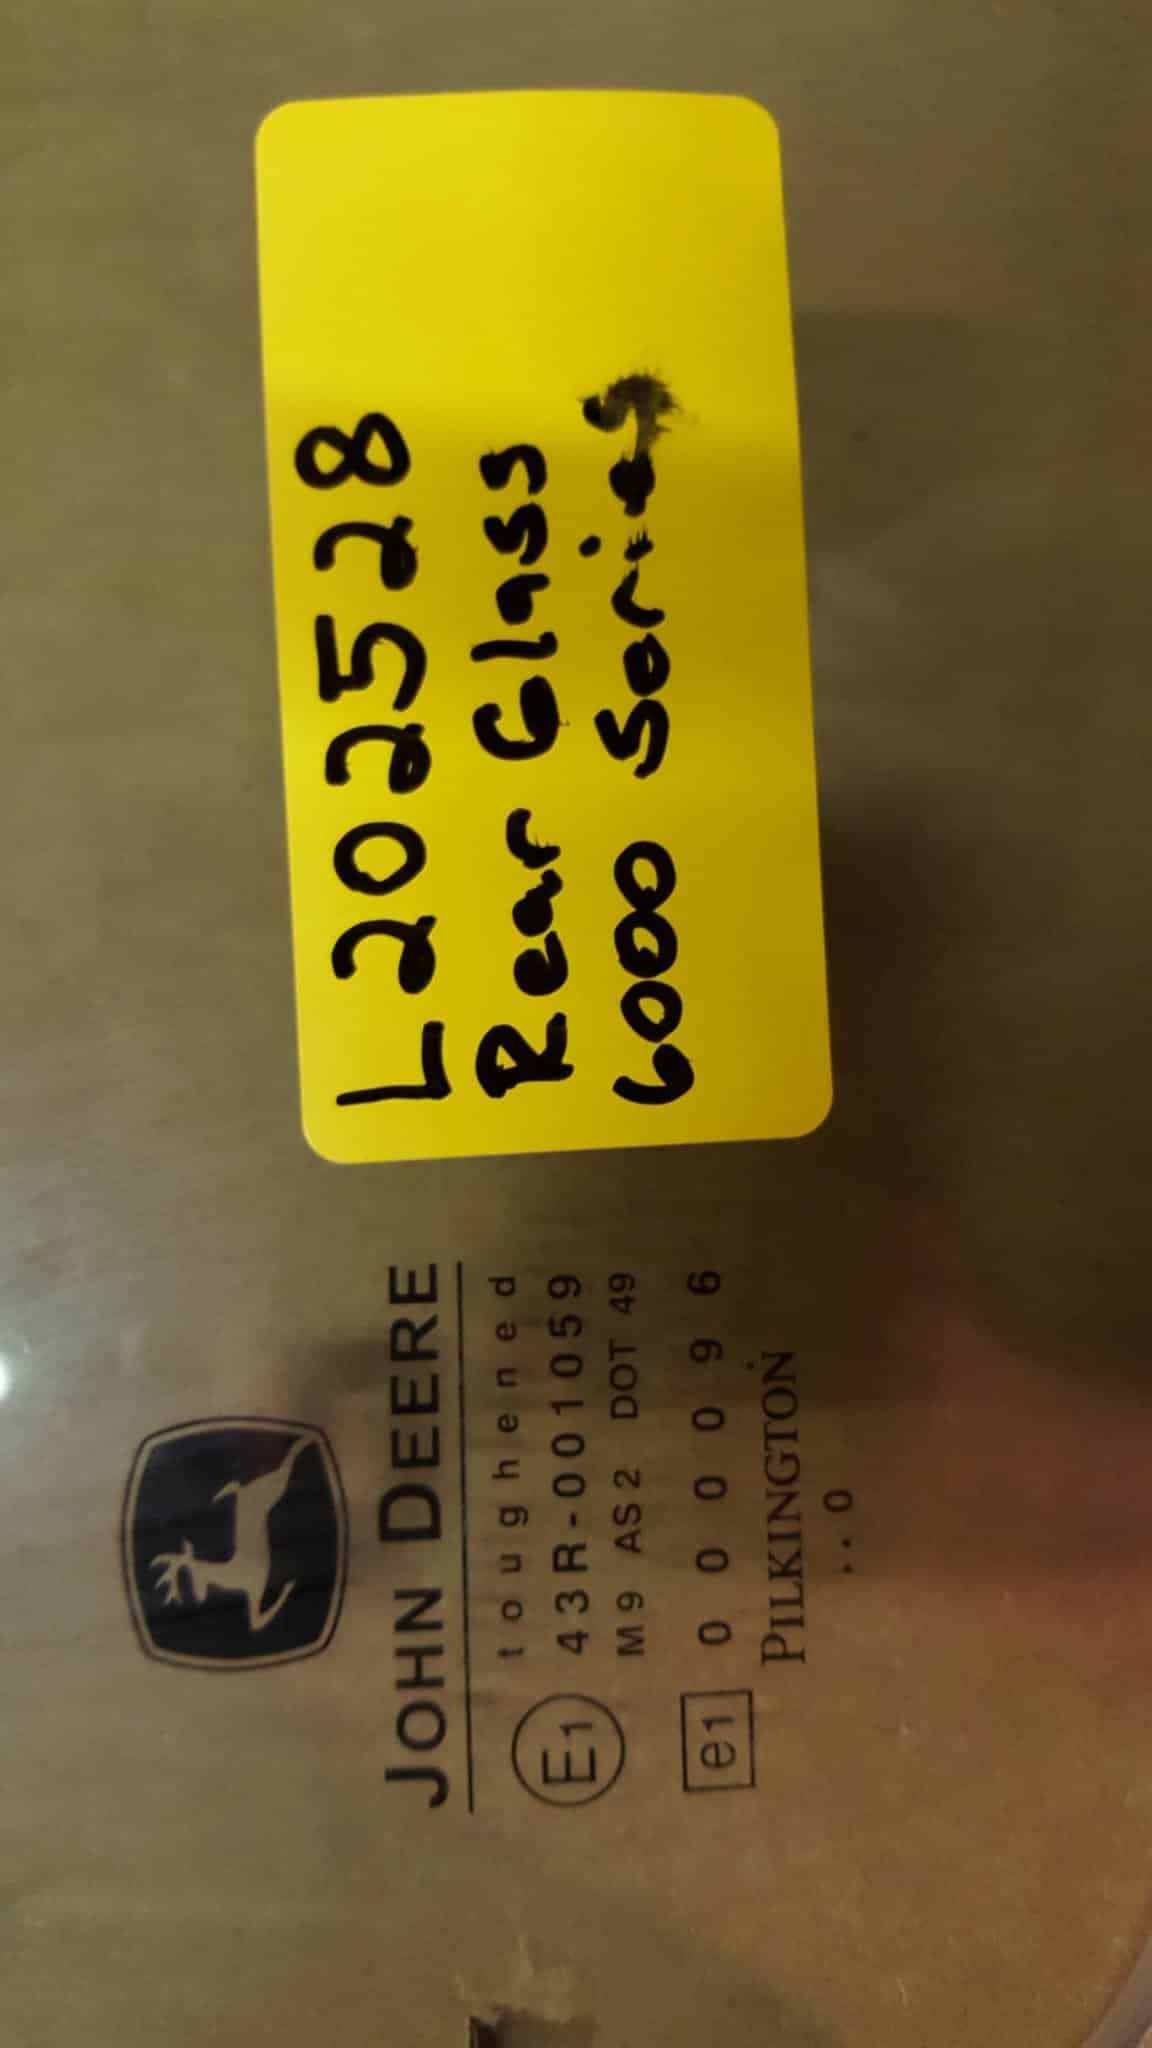 L202528
Rear Glass
6000 Series
JOHN DEERE
toughened
E1 43R-001059
M9 AS2 DOT 49
e1 0 0 0 0 9 6
PILKINGTON
. . 0